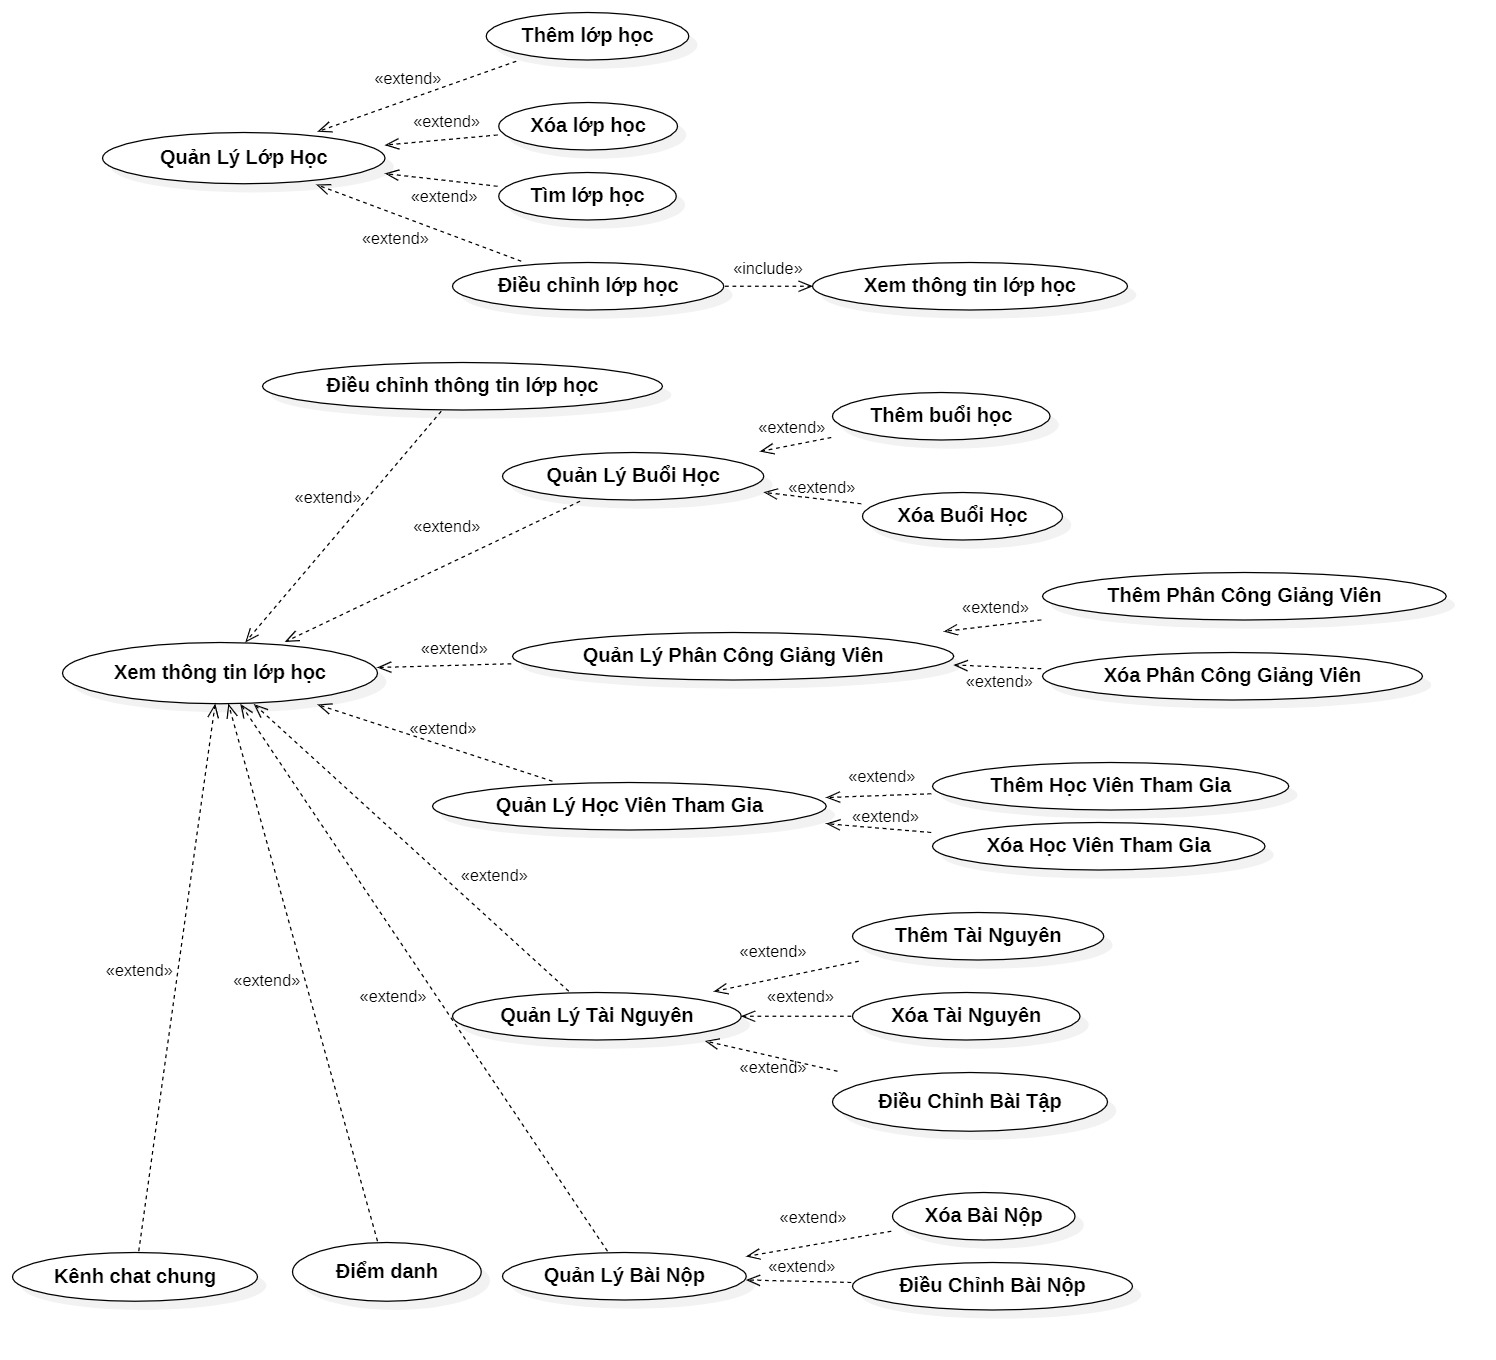 Thêm lớp học
«extend»
«extend»
Xóa lớp học
Quản Lý Lớp Học
«extend»
Tìm lớp học
«extend»
Điều chỉnh lớp học
«include»
Xem thông tin lớp học
Điều chỉnh thông tin lớp học
«extend»
Thêm buổi học
Quản Lý Buổi Học
«extend»
«extend»
Xóa Buổi Học
«extend»
Thêm Phân Công Giảng Viên
«extend»
Xem thông tin lớp học
«extend»
Quản Lý Phân Công Giảng Viên
«extend»
Xóa Phân Công Giảng Viên
«extend»
«extend»
Thêm Học Viên Tham Gia
Quản Lý Học Viên Tham Gia
«extend»
Xóa Học Viên Tham Gia
«extend»
Thêm Tài Nguyên
«extend»
«extend»
«extend»
«extend»
«extend»
Quản Lý Tài Nguyên
Xóa Tài Nguyên
«extend»
Điều Chỉnh Bài Tập
«extend»
Xóa Bài Nộp
Kênh chat chung
Điểm danh
Quản Lý Bài Nộp
«extend»
Điều Chỉnh Bài Nộp